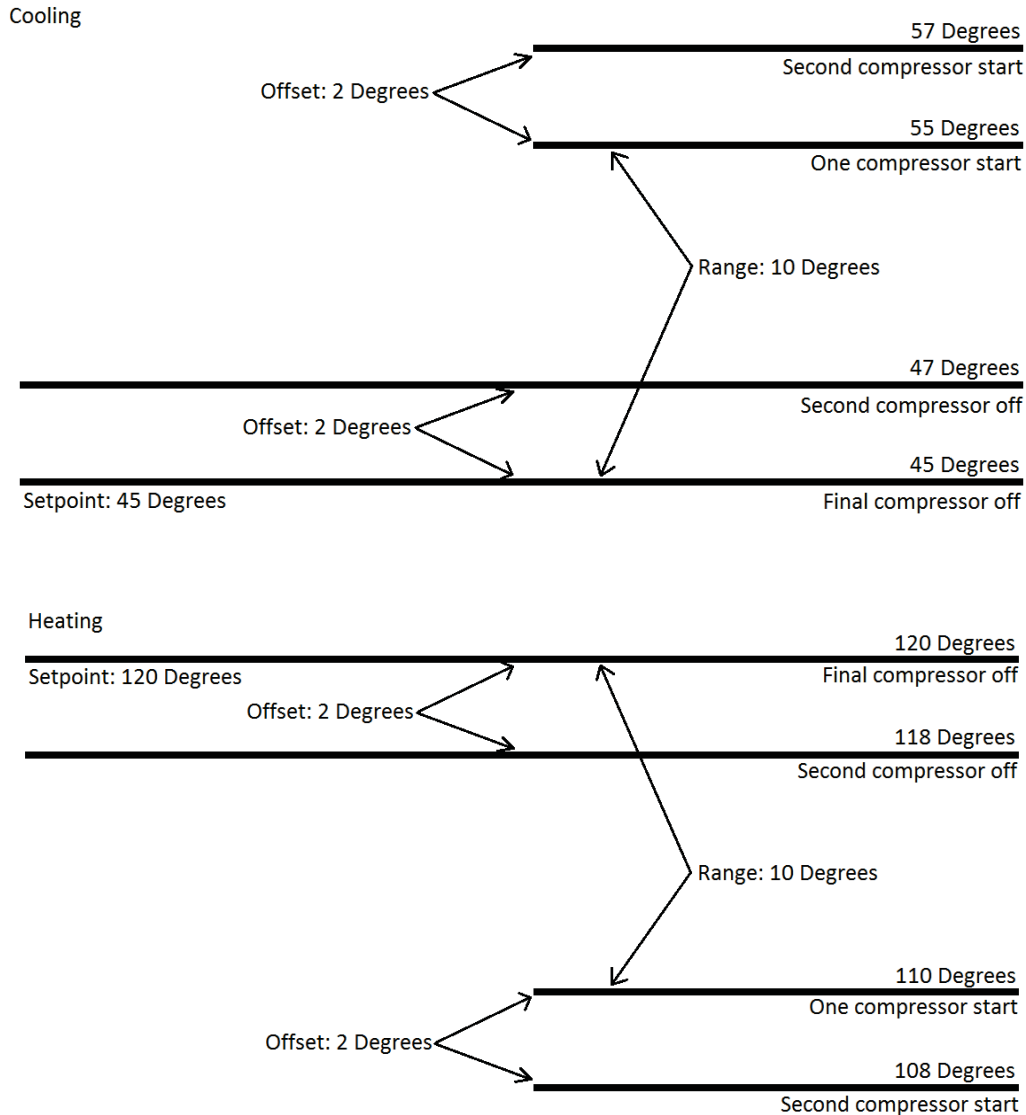 Cooling
57 Degrees
Second compressor start
Offset: 2 Degrees
55 Degrees
One compressor start
Range: 10 Degrees
47 Degrees
Second compressor off
Offset: 2 Degrees
45 Degrees
Setpoint: 45 Degrees
Final compressor off
Heating
120 Degrees
Setpoint: 120 Degrees
Final compressor off
Offset: 2 Degrees
118 Degrees
Second compressor off
Range: 10 Degrees
110 Degrees
One compressor start
Offset: 2 Degrees
108 Degrees
Second compressor start